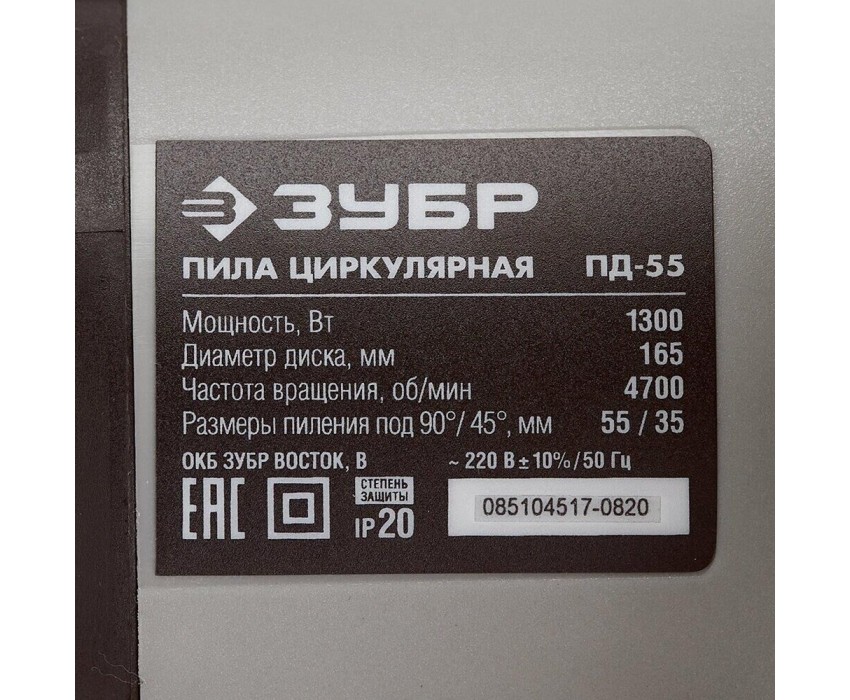 ЗУБР
ПИЛА ЦИРКУЛЯРНАЯ ПД-55
Мощность, Вт 1300
Диаметр диска, мм 165
Частота вращения, об/мин 4700
Размеры пиления под 90°/ 45°, мм 55 / 35
ОКБ ЗУБР ВОСТОК, В ~ 220 В ± 10% / 50 Гц
EAC
СТЕПЕНЬ
ЗАЩИТЫ
IP20
085104517-0820